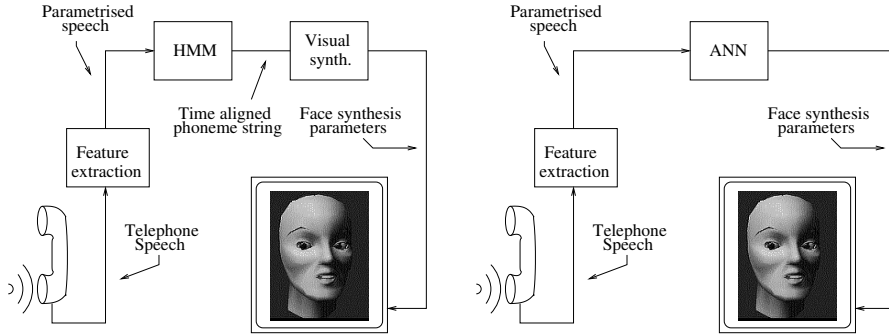 Parametrised
speech
HMM
Visual
synth.
Time aligned
phoneme string
Face synthesis
parameters
Feature
extraction
Telephone
Speech
Parametrised
speech
ANN
Face synthesis
parameters
Feature
extraction
Telephone
Speech